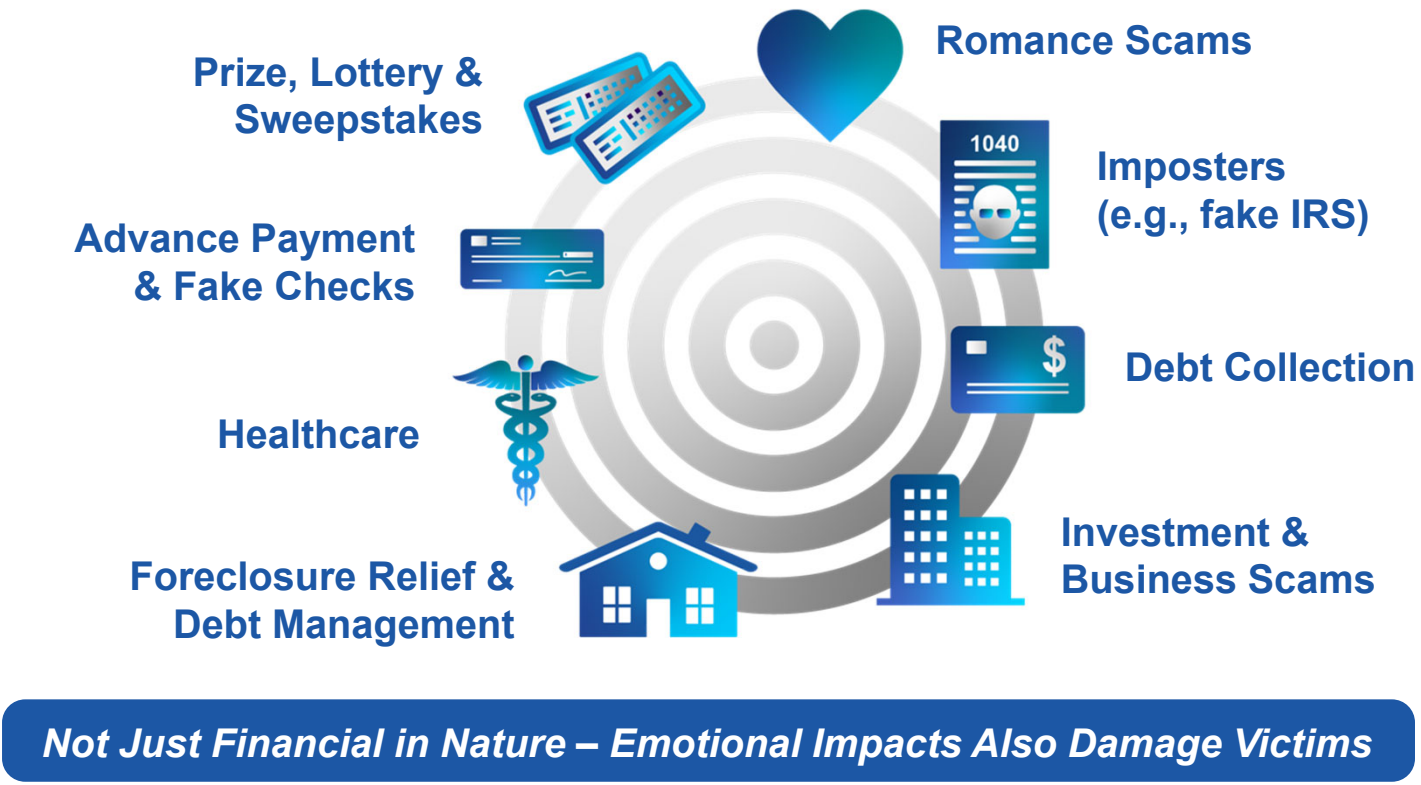 Prize, Lottery &
Sweepstakes
Romance Scams
1040
Imposters
(e.g., fake IRS)
Advance Payment
& Fake Checks
$
Debt Collection
Healthcare
Investment &
Business Scams
Foreclosure Relief &
Debt Management
Not Just Financial in Nature – Emotional Impacts Also Damage Victims